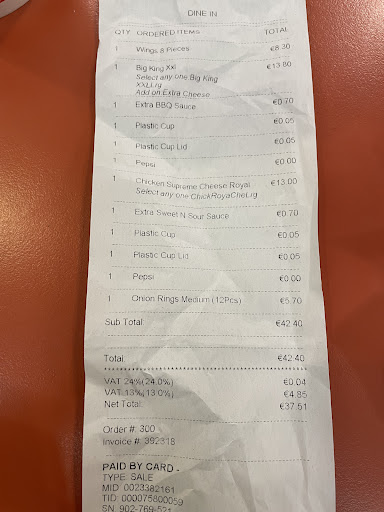 DINE IN
QTY ORDERED ITEMS TOTAL
1 Wings 8 Pieces €8.30
1 Big King Xxl €13.80
Select any one Big King
XXLLrg
Add on Extra Cheese
1 Extra BBQ Sauce €0.70
1 Plastic Cup €0.05
1 Plastic Cup Lid €0.05
1 Pepsi €0.00
1 Chicken Supreme Cheese Royal €13.00
Select any one ChickRoyaCheLrg
1 Extra Sweet N Sour Sauce €0.70
1 Plastic Cup €0.05
1 Plastic Cup Lid €0.05
1 Pepsi €0.00
1 Onion Rings Medium (12Pcs) €5.70
Sub Total: €42.40
Total: €42.40
VAT 24%(24.0%) €0.04
VAT 13%(13.0%) €4.85
Net Total: €37.51
Order #: 300
Invoice #: 392318
PAID BY CARD -
TYPE: SALE
MID: 0023382161
TID: 000075800059
SN: 902-769-521